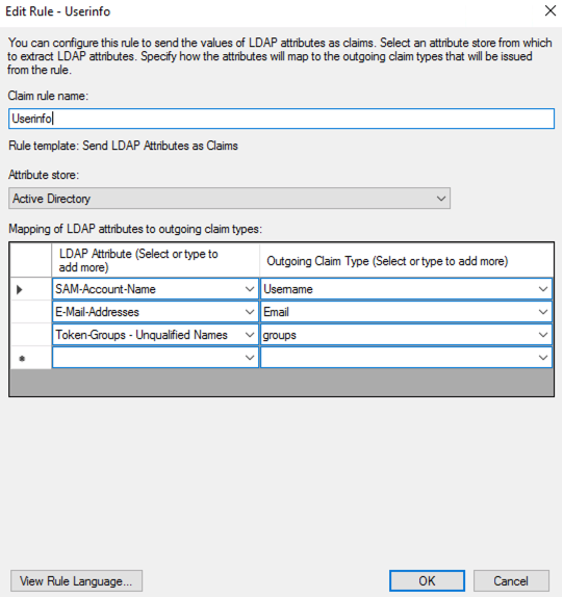 Edit Rule - Userinfo
You can configure this rule to send the values of LDAP attributes as claims. Select an attribute store from which
to extract LDAP attributes. Specify how the attributes will map to the outgoing claim types that will be issued
from the rule.
Claim rule name:
Userinfo
Rule template: Send LDAP Attributes as Claims
Attribute store:
Active Directory
Mapping of LDAP attributes to outgoing claim types:
LDAP Attribute (Select or type to
add more)
Outgoing Claim Type (Select or type to add more)
SAM-Account-Name Username
E-Mail-Addresses Email
Token-Groups - Unqualified Names groups
View Rule Language... OK Cancel